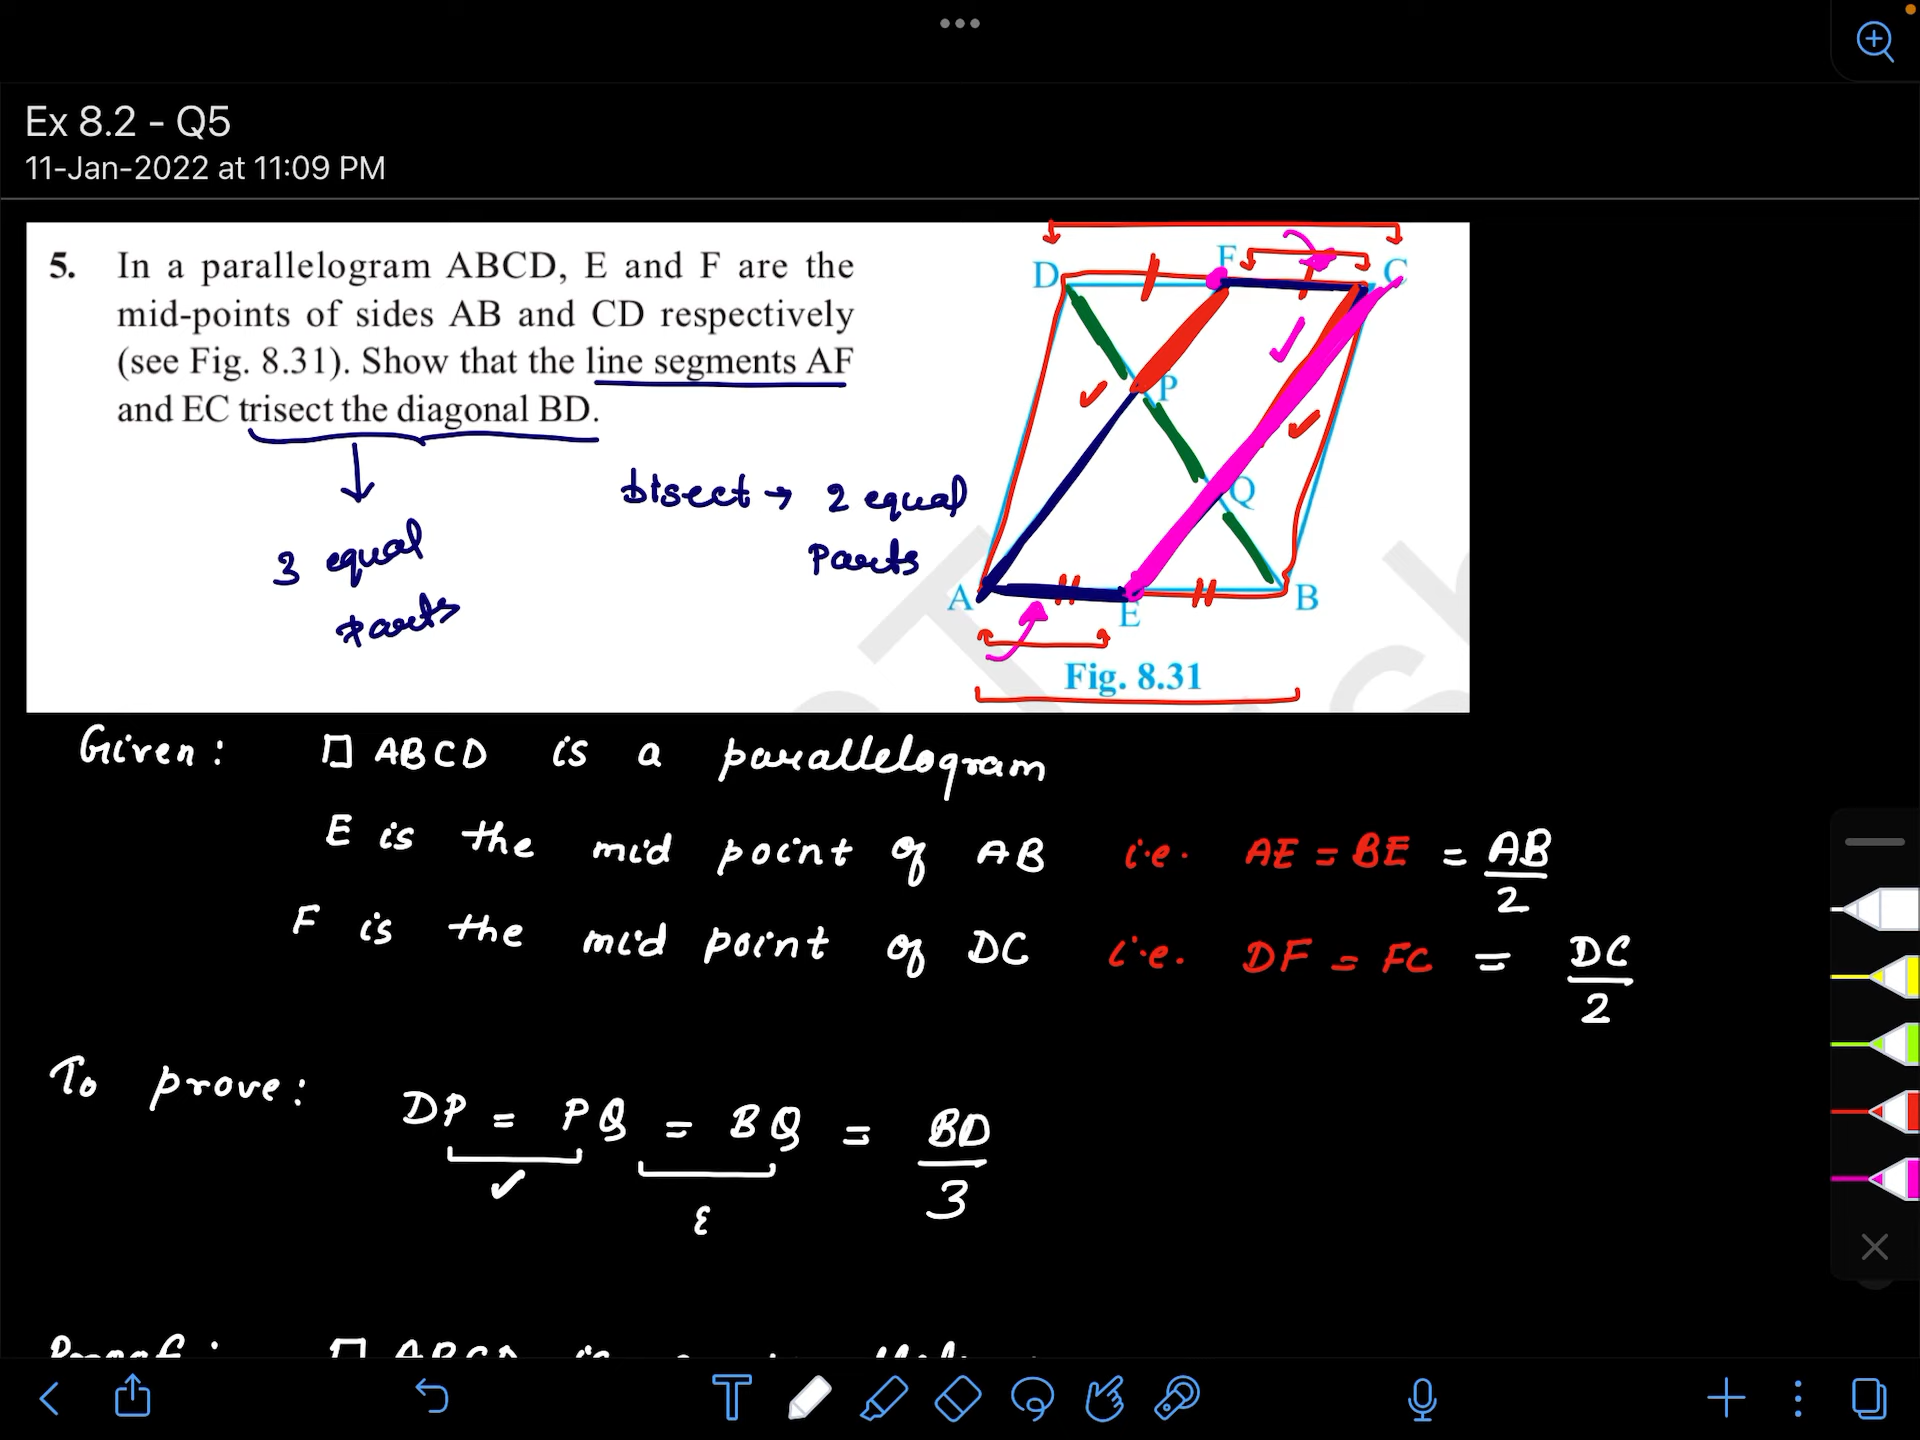 Ex 8.2 - Q5
11-Jan-2022 at 11:09 PM
5. In a parallelogram ABCD, E and F are the
mid-points of sides AB and CD respectively
(see Fig. 8.31). Show that the line segments AF
and EC trisect the diagonal BD.
3 equal
parts
bisect → 2 equal
parts
D F C
P
Q
A E B
Fig. 8.31
Given: □ ABCD is a parallelogram
E is the mid point of AB i.e. AE = BE = AB/2
F is the mid point of DC i.e. DF = FC = DC/2
To prove: DP = PQ = BQ = BD/3
Proof: □ ABCD is a